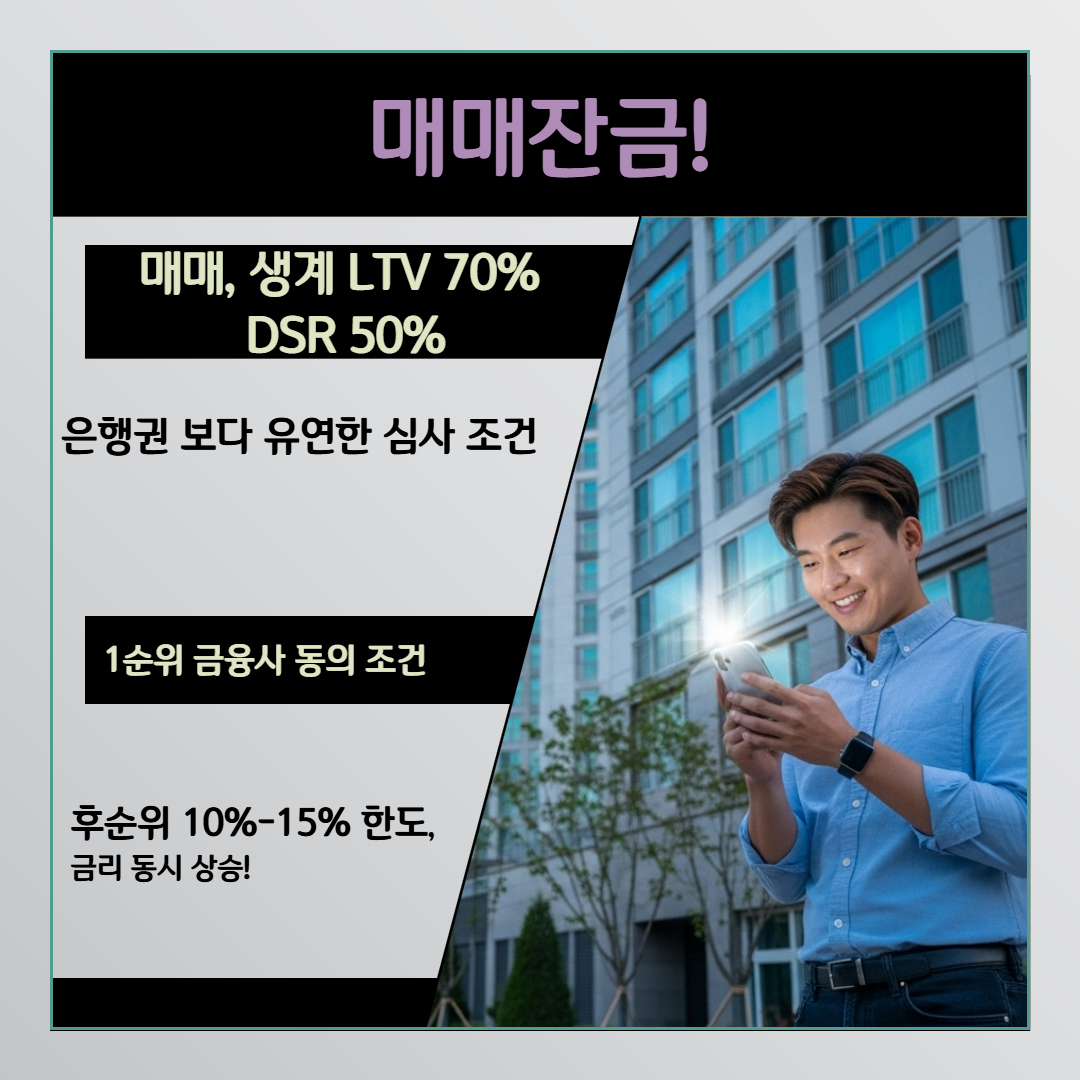 매매잔금!
매매, 생계 LTV 70%
DSR 50%
은행권 보다 유연한 심사 조건
1순위 금융사 동의 조건
후순위 10%-15% 한도,
금리 동시 상승!